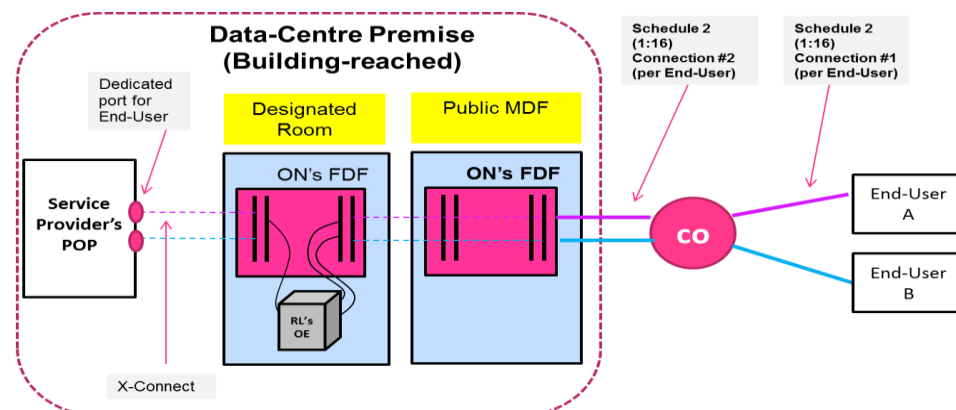 Data-Centre Premise
(Building-reached)
Schedule 2
(1:16)
Connection #2
(per End-User)
Schedule 2
(1:16)
Connection #1
(per End-User)
Dedicated
port for
End-User
Designated
Room
Public MDF
Service
Provider's
POP
ON's FDF
ON's FDF
RL's
OE
CO
End-User
A
End-User
B
X-Connect